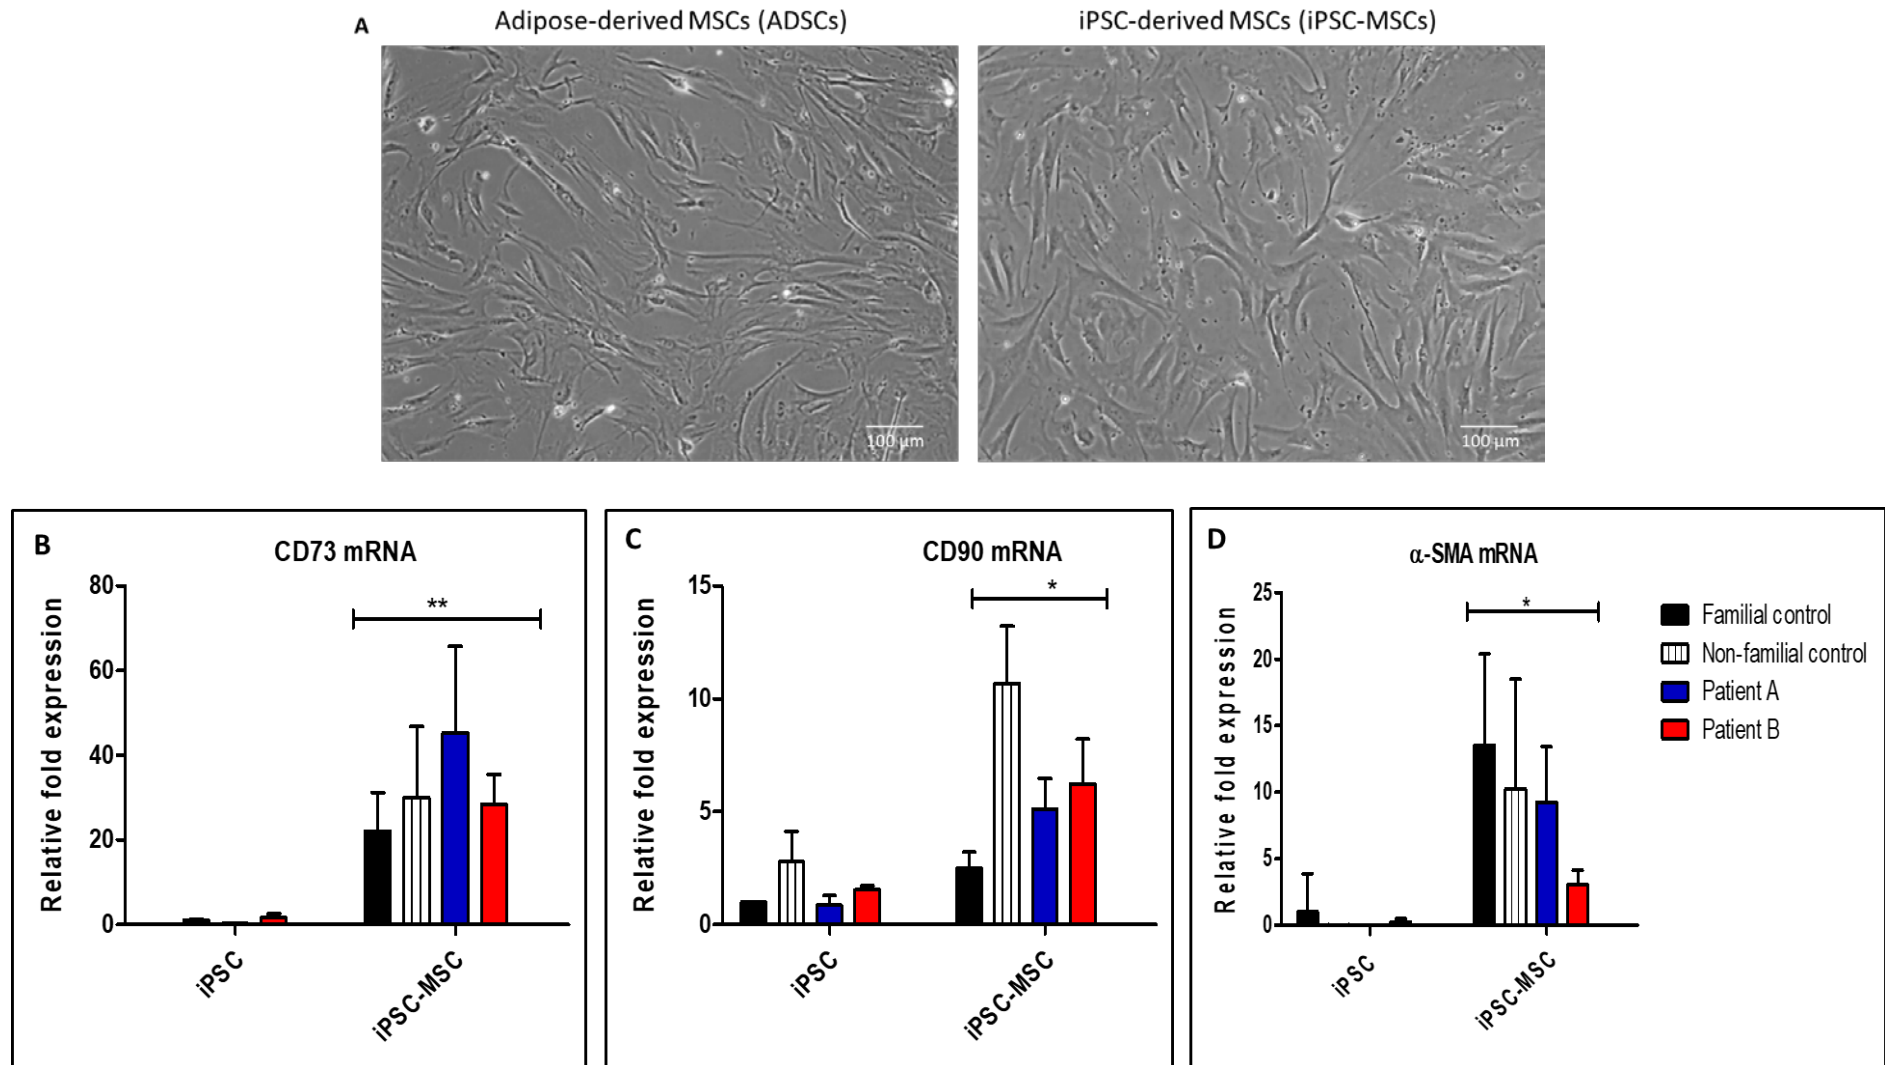 A
Adipose-derived MSCs (ADSCs)
iPSC-derived MSCs (iPSC-MSCs)
100 µm
100 µm
B
CD73 mRNA
**
Relative fold expression
80
60
40
20
0
iPSC
iPSC-MSC
C
CD90 mRNA
*
Relative fold expression
15
10
5
0
iPSC
iPSC-MSC
D
α-SMA mRNA
*
Relative fold expression
25
20
15
10
5
0
iPSC
iPSC-MSC
Familial control
Non-familial control
Patient A
Patient B